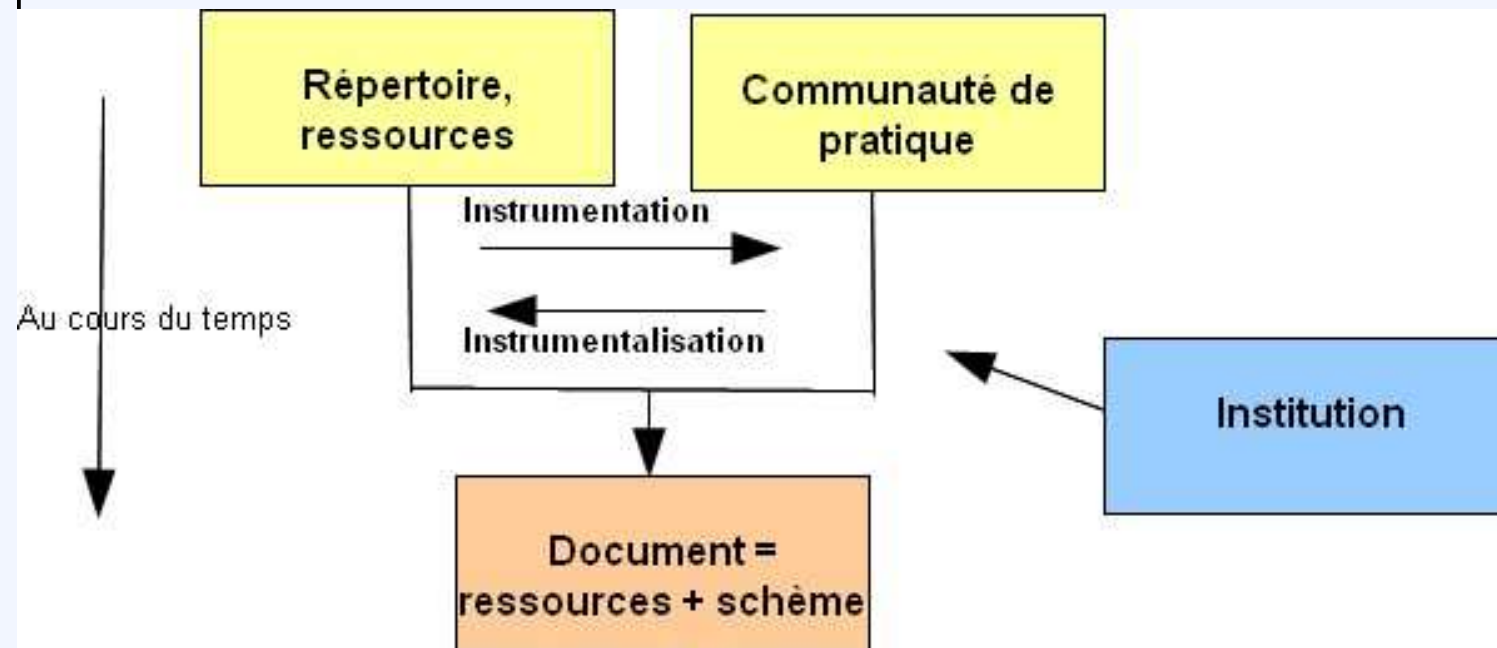 Répertoire,
ressources
Communauté de
pratique
Instrumentation
Au cours du temps
Instrumentalisation
Institution
Document =
ressources + schème